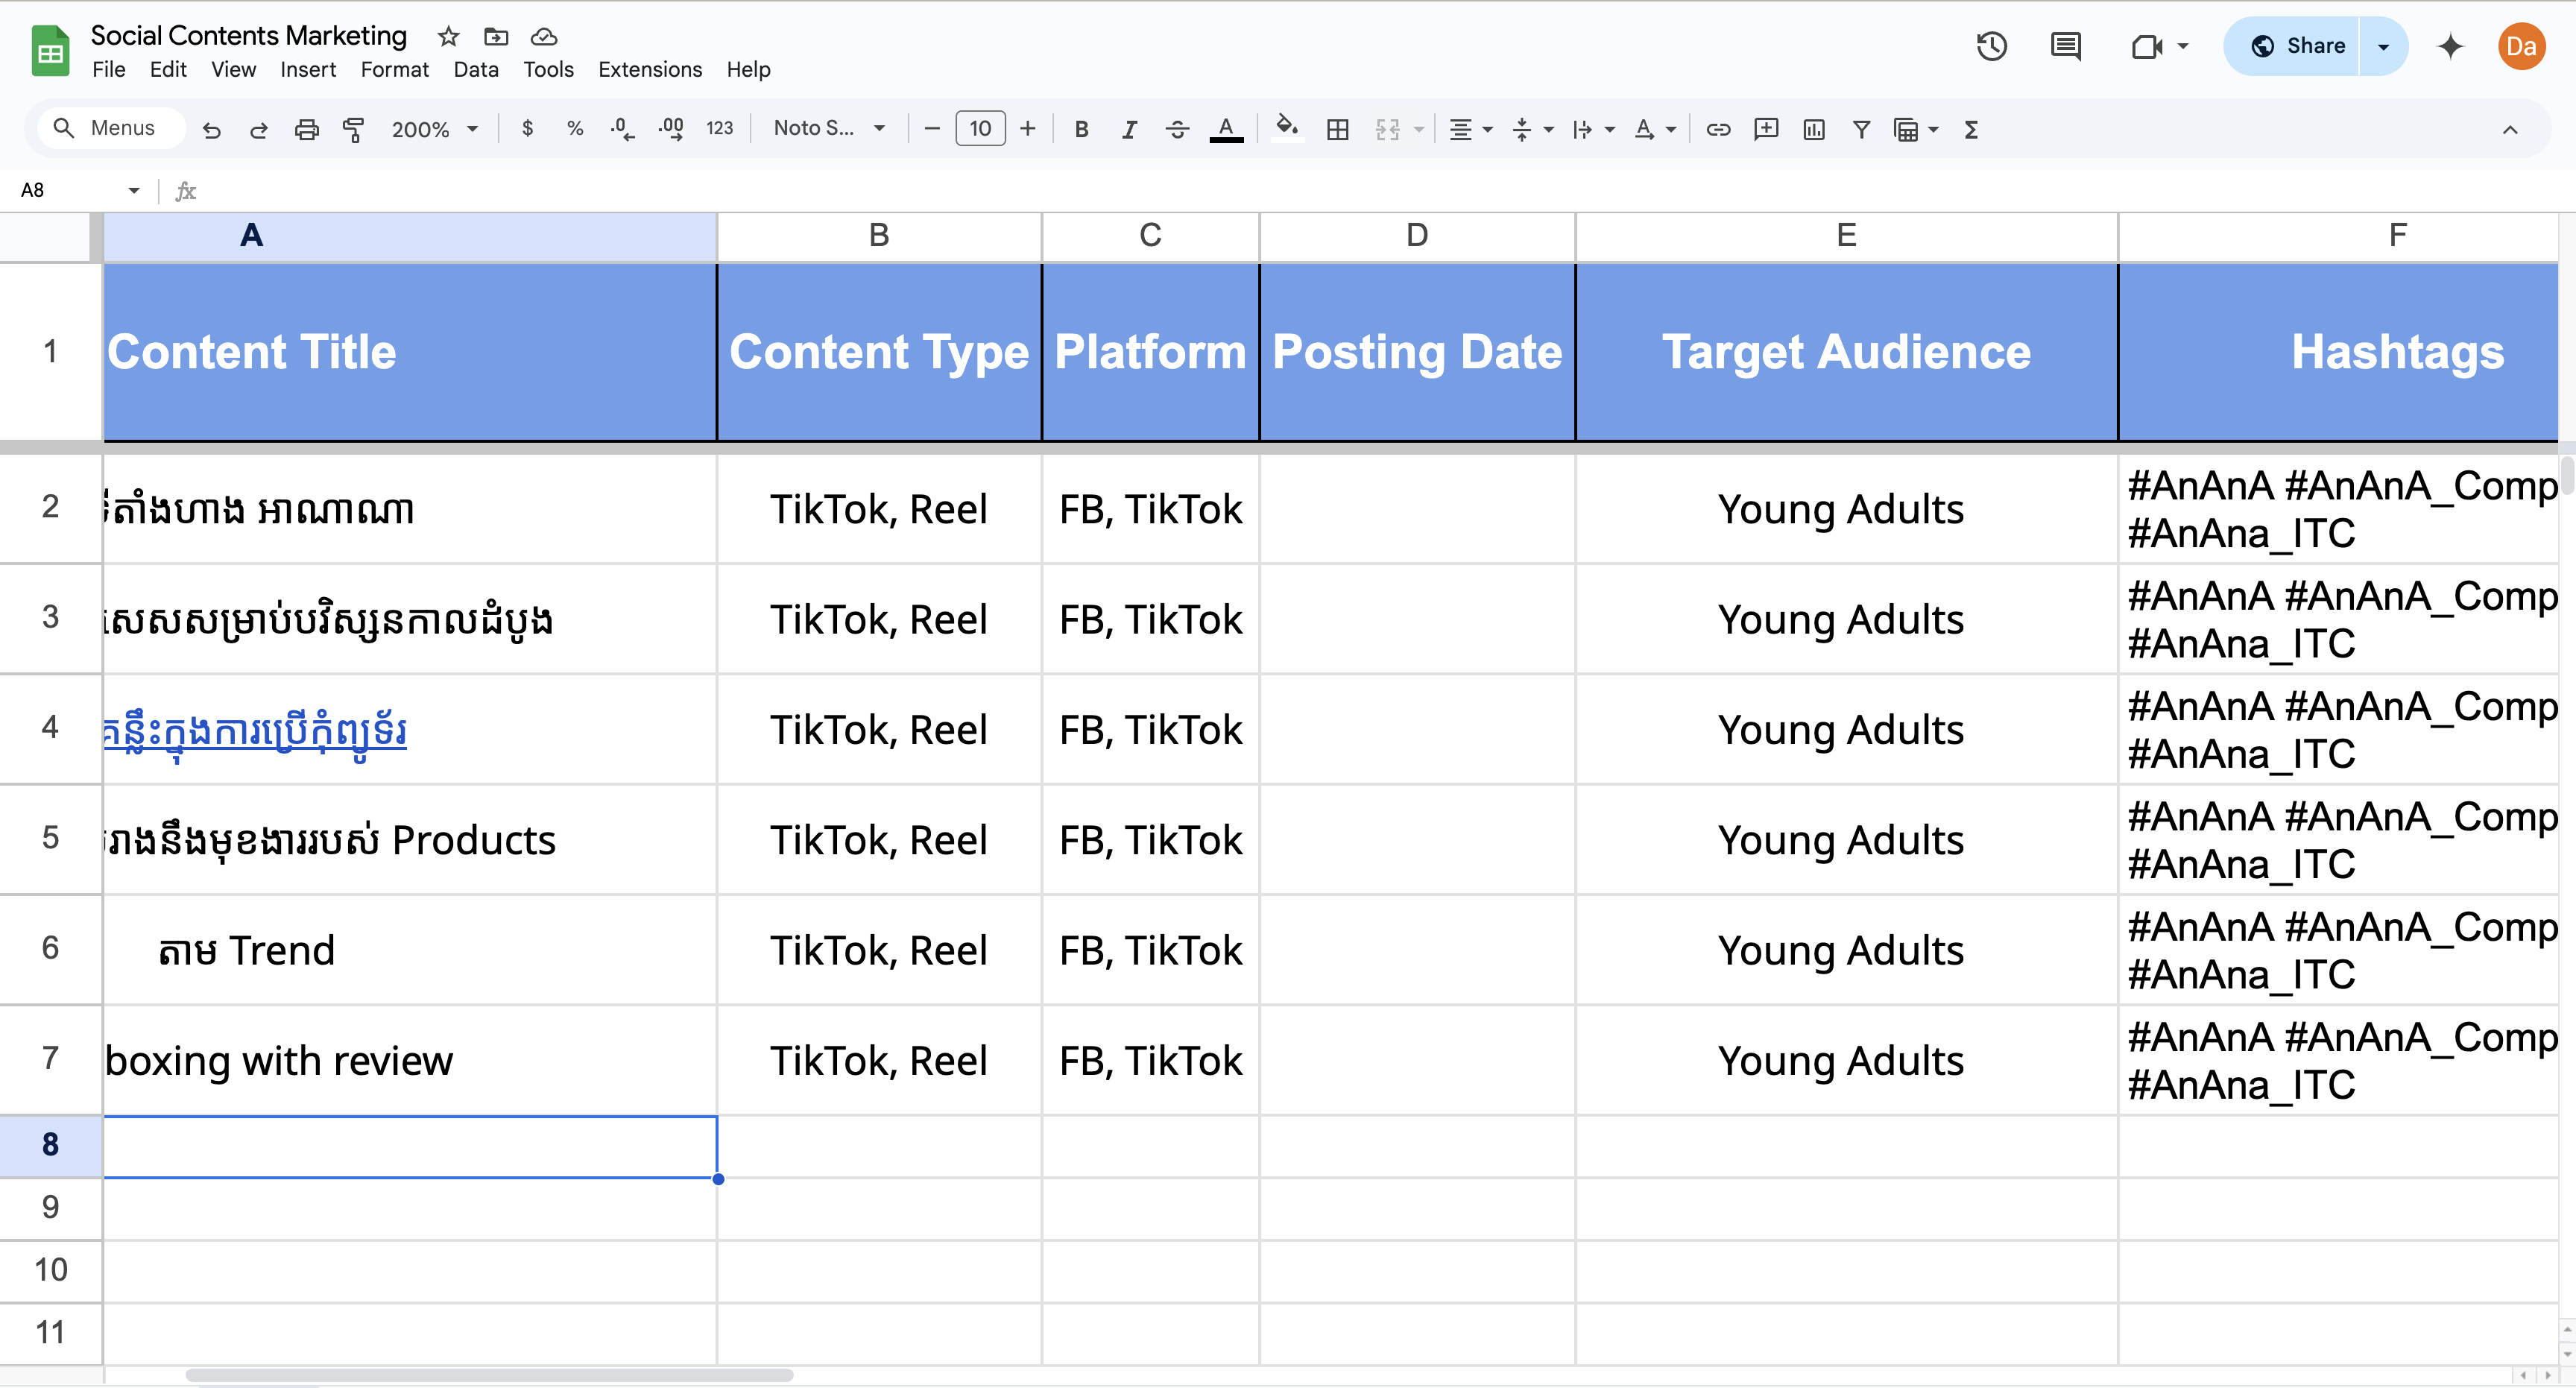 Social Contents Marketing
File Edit View Insert Format Data Tools Extensions Help
Share
Da
Menus
200%
$ % .0 .00 123
Noto S...
10
B I A
A8
fx
A B C D E F
1 Content Title Content Type Platform Posting Date Target Audience Hashtags
2 តាំងហាង អាណាណា TikTok, Reel FB, TikTok Young Adults #AnAnA #AnAnA_Comp
#AnAna_ITC
3 សេសសម្រាប់បវិស្សនកាលដំបូង TikTok, Reel FB, TikTok Young Adults #AnAnA #AnAnA_Comp
#AnAna_ITC
4 គន្លឹះក្នុងការប្រើកុំព្យូទ័រ TikTok, Reel FB, TikTok Young Adults #AnAnA #AnAnA_Comp
#AnAna_ITC
5 រាងនឹងមុខងាររបស់ Products TikTok, Reel FB, TikTok Young Adults #AnAnA #AnAnA_Comp
#AnAna_ITC
6 តាម Trend TikTok, Reel FB, TikTok Young Adults #AnAnA #AnAnA_Comp
#AnAna_ITC
7 boxing with review TikTok, Reel FB, TikTok Young Adults #AnAnA #AnAnA_Comp
#AnAna_ITC
8
9
10
11